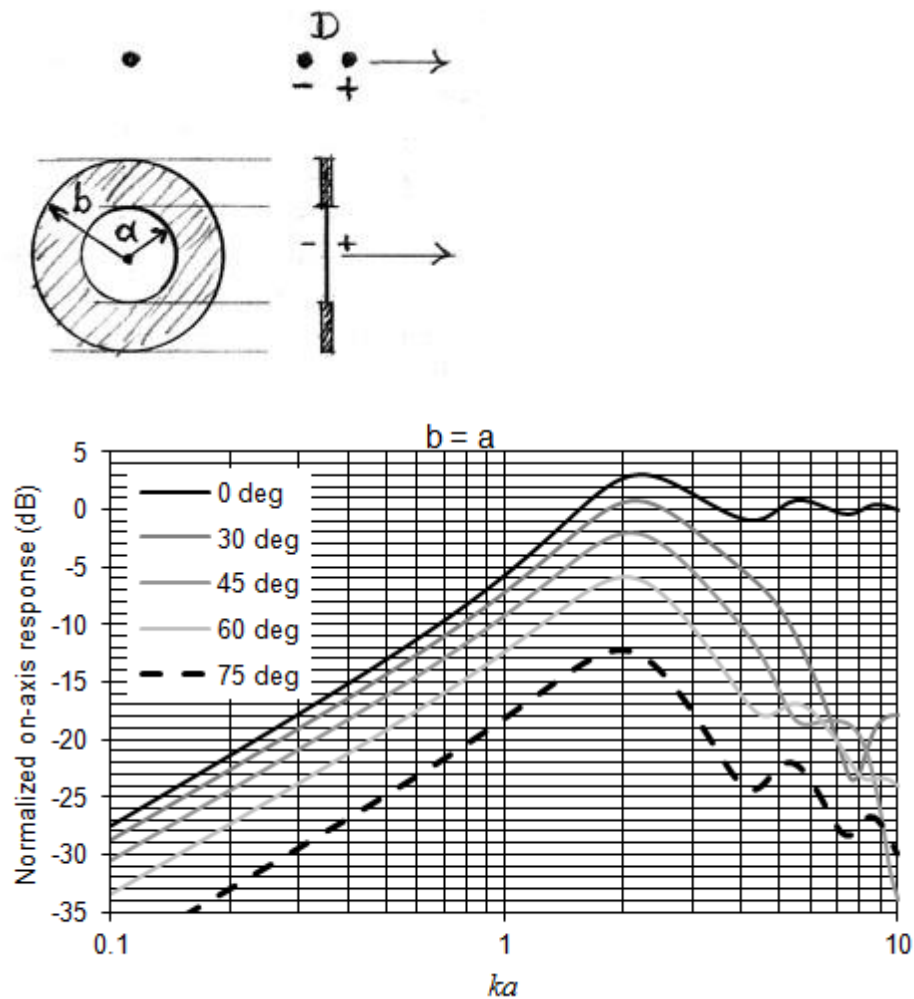 D
- +
b
a
- +
b = a
Normalized on-axis response (dB)
5
0
-5
-10
-15
-20
-25
-30
-35
0 deg
30 deg
45 deg
60 deg
75 deg
0.1 1 10
ka